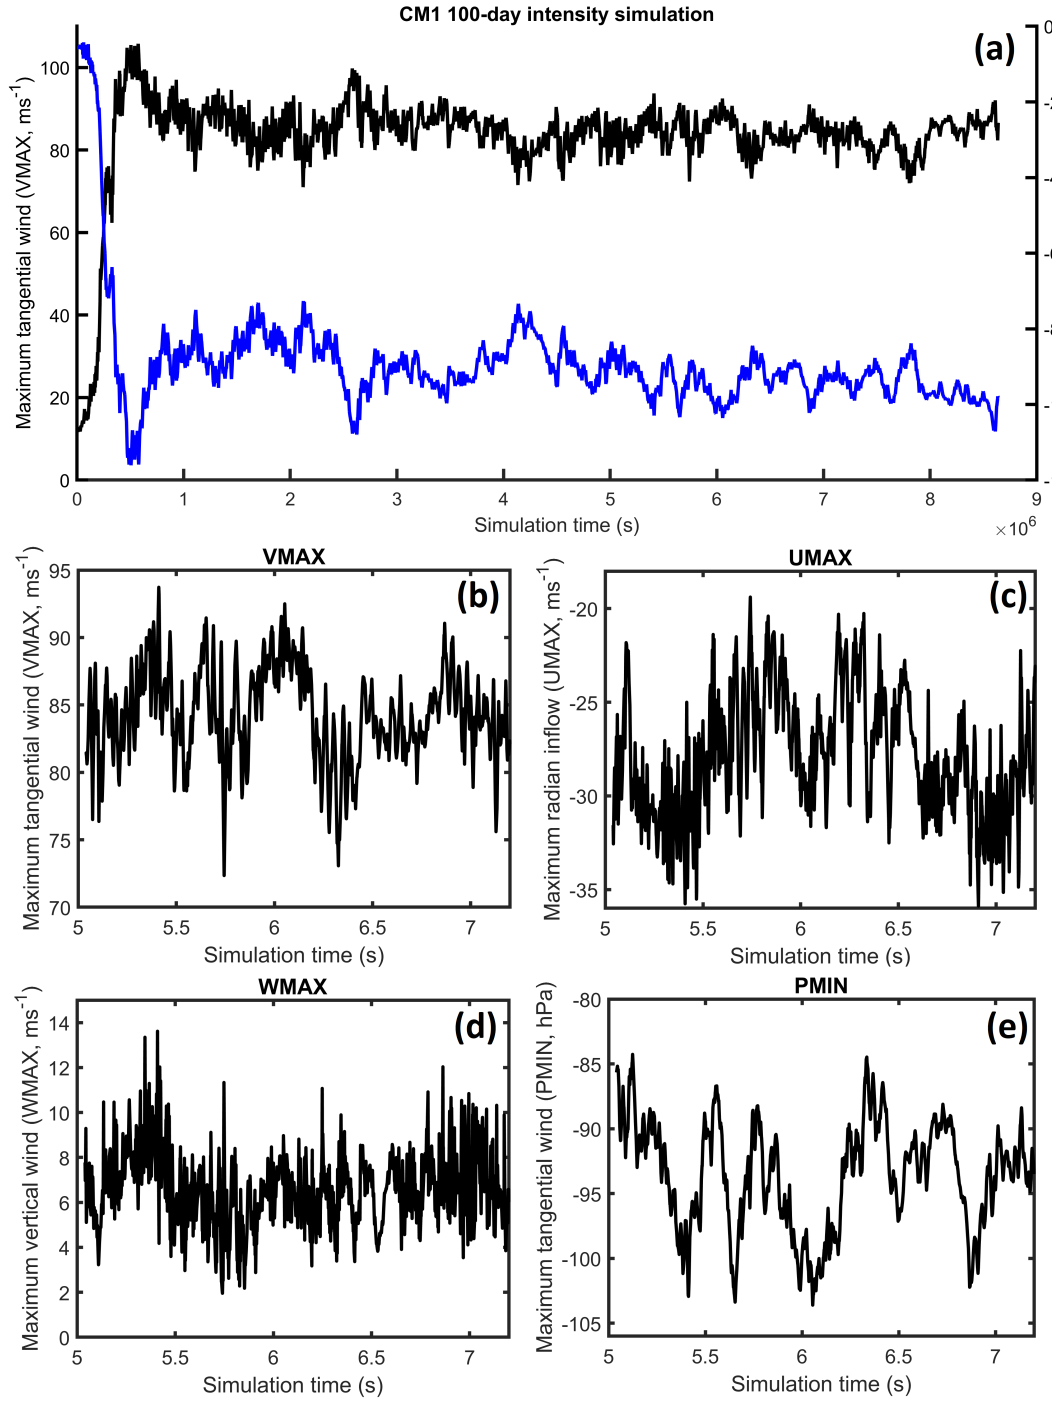 CM1 100-day intensity simulation
(a)
Maximum tangential wind (VMAX, ms-1)
100
80
60
40
20
0
0
0 1 2 3 4 5 6 7 8 9
Simulation time (s)
×10^6
VMAX
(b)
Maximum tangential wind (VMAX, ms-1)
95
90
85
80
75
70
5 5.5 6 6.5 7
Simulation time (s)
UMAX
(c)
Maximum radian inflow (UMAX, ms-1)
-20
-25
-30
-35
5 5.5 6 6.5 7
Simulation time (s)
WMAX
(d)
Maximum vertical wind (WMAX, ms-1)
14
12
10
8
6
4
2
0
5 5.5 6 6.5 7
Simulation time (s)
PMIN
(e)
Maximum tangential wind (PMIN, hPa)
-80
-85
-90
-95
-100
-105
5 5.5 6 6.5 7
Simulation time (s)